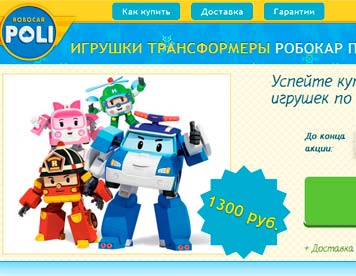 Как купить Доставка Гарантии
ROBOCAR
POLI
ИГРУШКИ ТРАНСФОРМЕРЫ РОБОКАР П
Успейте ку
игрушек по
До конца
акции:
1300 руб.
+ Доставка